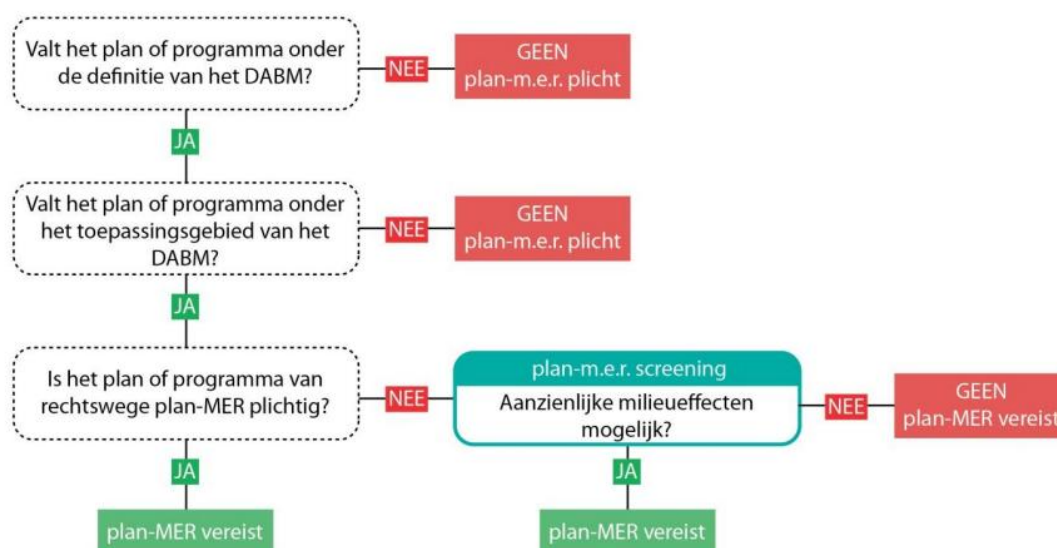 Valt het plan of programma onder
de definitie van het DABM?
NEE
GEEN
plan-m.e.r. plicht
JA
Valt het plan of programma onder
het toepassingsgebied van het
DABM?
NEE
GEEN
plan-m.e.r. plicht
JA
Is het plan of programma van
rechtswege plan-MER plichtig?
NEE
plan-m.e.r. screening
Aanzienlijke milieueffecten
mogelijk?
NEE
GEEN
plan-MER vereist
JA
plan-MER vereist
JA
plan-MER vereist